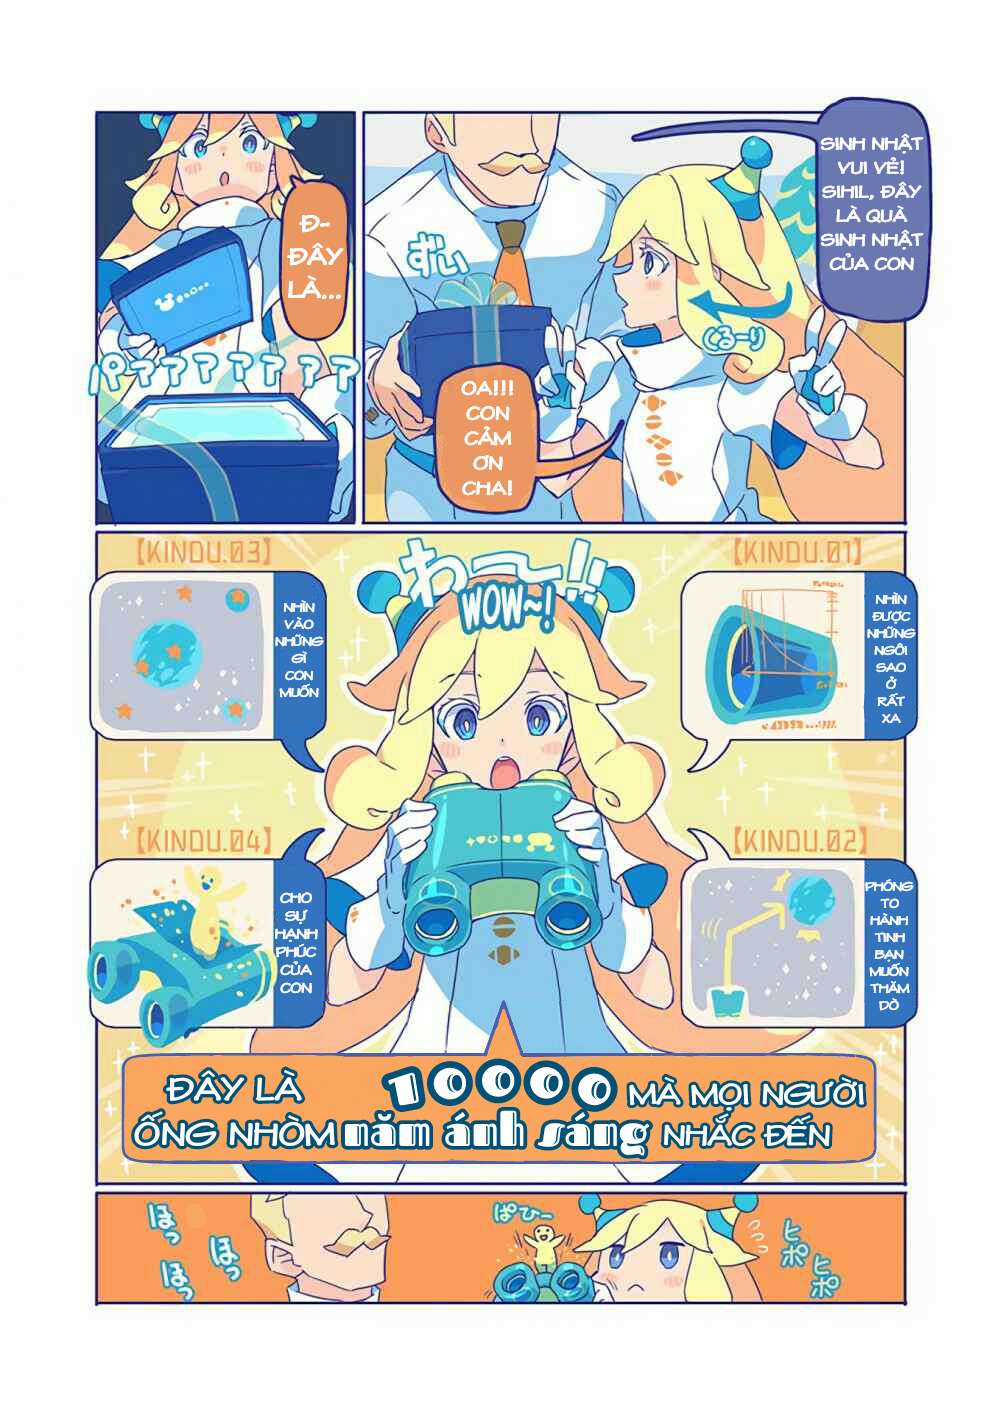 SINH NHẬT
VUI VẺ!
SIHIL, ĐÂY
LÀ QUÀ
SINH NHẬT
CỦA CON
ずい
くるーり
OA!!!
CON
CẢM
ƠN
CHA!
Đ-
ĐÂY
LÀ...
パァァァァァァァ
【KINDU.03】
【KINDU.01】
わ〜!!
WOW~!
NHÌN
ĐƯỢC
NHỮNG
NGÔI
SAO
Ở
RẤT
XA
NHÌN
VÀO
NHỮNG
GÌ
CON
MUỐN
【KINDU.04】
【KINDU.02】
PHÓNG
TO
HÀNH
TINH
BẠN
MUỐN
THĂM
DÒ
CHO
SỰ
HẠNH
PHÚC
CỦA
CON
ĐÂY LÀ 10000 MÀ MỌI NGƯỜI
ỐNG NHÒM năm ánh sáng NHẮC ĐẾN
ほっ
ほっ
ほっ
ぱひー
ヒポ
ヒポ